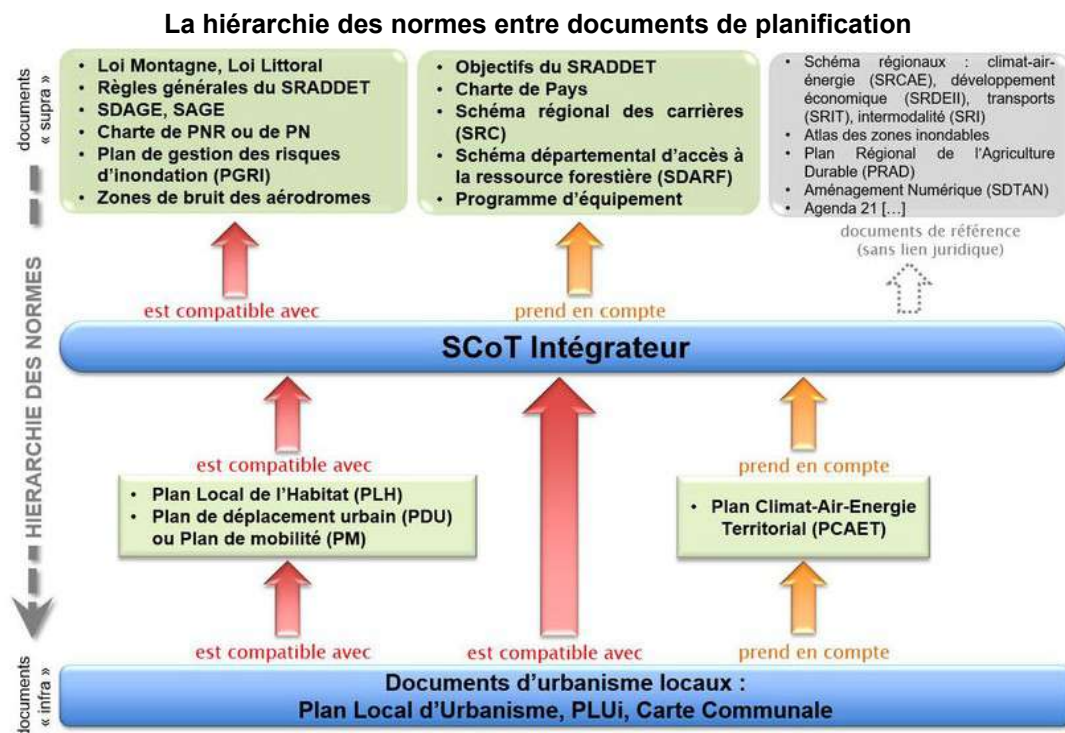 La hiérarchie des normes entre documents de planification
documents
« supra »
• Loi Montagne, Loi Littoral
• Règles générales du SRADDET
• SDAGE, SAGE
• Charte de PNR ou de PN
• Plan de gestion des risques
d'inondation (PGRI)
• Zones de bruit des aérodromes
• Objectifs du SRADDET
• Charte de Pays
• Schéma régional des carrières
(SRC)
• Schéma départemental d'accès à
la ressource forestière (SDARF)
• Programme d'équipement
• Schéma régionaux : climat-air-
énergie (SRCAE), développement
économique (SRDEII), transports
(SRIT), intermodalité (SRI)
• Atlas des zones inondables
• Plan Régional de l'Agriculture
Durable (PRAD)
• Aménagement Numérique (SDTAN)
• Agenda 21 […]
documents de référence
(sans lien juridique)
est compatible avec
prend en compte
SCoT Intégrateur
HIERARCHIE DES NORMES
est compatible avec
prend en compte
• Plan Local de l'Habitat (PLH)
• Plan de déplacement urbain (PDU)
ou Plan de mobilité (PM)
• Plan Climat-Air-Energie
Territorial (PCAET)
est compatible avec
est compatible avec
prend en compte
documents
« infra »
Documents d'urbanisme locaux :
Plan Local d'Urbanisme, PLUi, Carte Communale